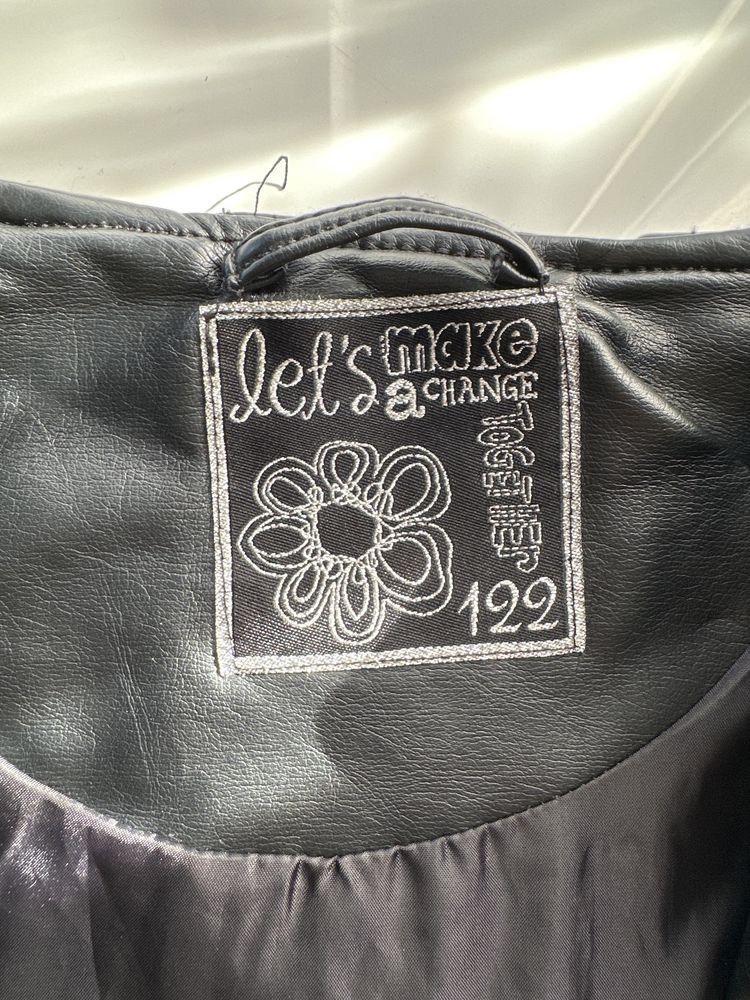 let's make
a CHANGE
TOGETHER
122